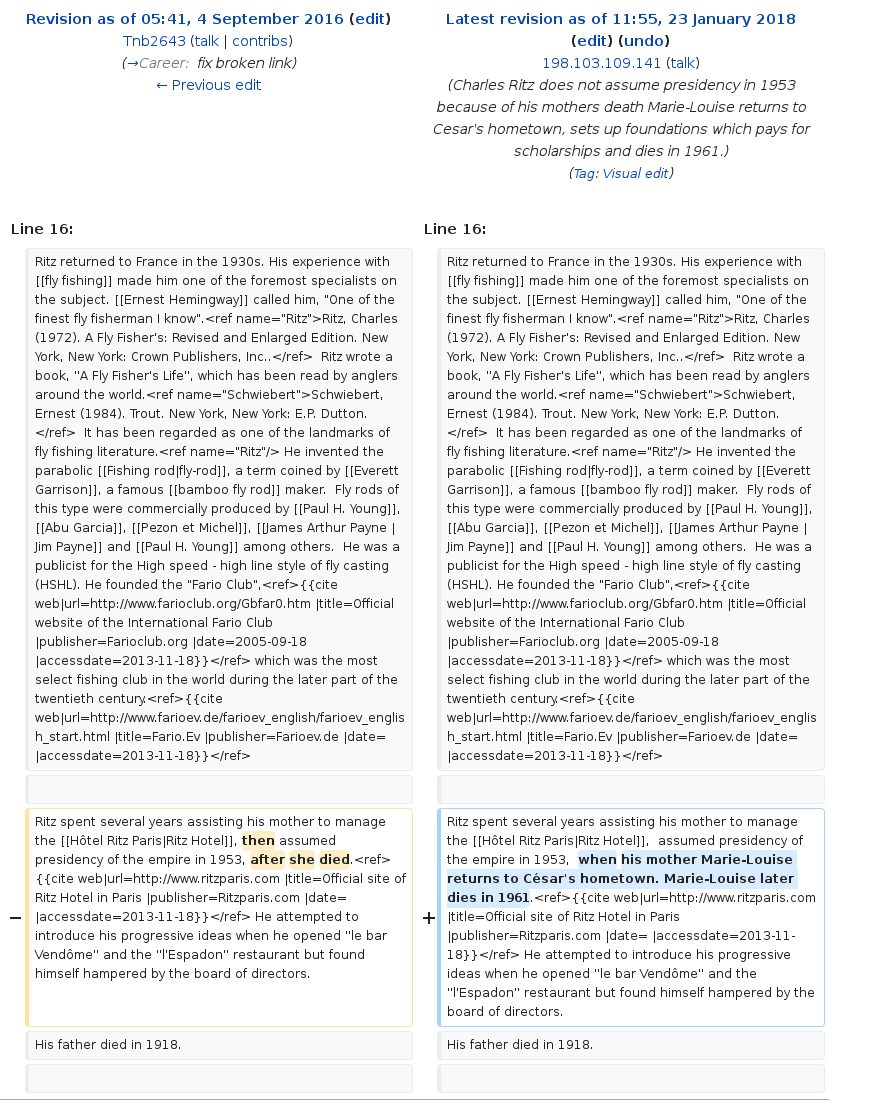 Revision as of 05:41, 4 September 2016 (edit)
Tnb2643 (talk | contribs)
(→Career: fix broken link)
← Previous edit
Latest revision as of 11:55, 23 January 2018
(edit) (undo)
198.103.109.141 (talk)
(Charles Ritz does not assume presidency in 1953
because of his mothers death Marie-Louise returns to
Cesar's hometown, sets up foundations which pays for
scholarships and dies in 1961.)
(Tag: Visual edit)
Line 16:
Ritz returned to France in the 1930s. His experience with
[[fly fishing]] made him one of the foremost specialists on
the subject. [[Ernest Hemingway]] called him, "One of the
finest fly fisherman I know".<ref name="Ritz">Ritz, Charles
(1972). A Fly Fisher's: Revised and Enlarged Edition. New
York, New York: Crown Publishers, Inc..</ref>  Ritz wrote a
book, ''A Fly Fisher's Life'', which has been read by anglers
around the world.<ref name="Schwiebert">Schwiebert,
Ernest (1984). Trout. New York, New York: E.P. Dutton.
</ref>  It has been regarded as one of the landmarks of
fly fishing literature.<ref name="Ritz"/> He invented the
parabolic [[Fishing rod|fly-rod]], a term coined by [[Everett
Garrison]], a famous [[bamboo fly rod]] maker.  Fly rods of
this type were commercially produced by [[Paul H. Young]],
[[Abu Garcia]], [[Pezon et Michel]], [[James Arthur Payne |
Jim Payne]] and [[Paul H. Young]] among others.  He was a
publicist for the High speed - high line style of fly casting
(HSHL). He founded the "Fario Club",<ref>{{cite
web|url=http://www.farioclub.org/Gbfar0.htm |title=Official
website of the International Fario Club
|publisher=Farioclub.org |date=2005-09-18
|accessdate=2013-11-18}}</ref> which was the most
select fishing club in the world during the later part of the
twentieth century.<ref>{{cite
web|url=http://www.farioev.de/farioev_english/farioev_englis
h_start.html |title=Fario.Ev |publisher=Farioev.de |date=
|accessdate=2013-11-18}}</ref>
− Ritz spent several years assisting his mother to manage
the [[Hôtel Ritz Paris|Ritz Hotel]], then assumed
presidency of the empire in 1953, after she died.<ref>
{{cite web|url=http://www.ritzparis.com |title=Official site of
Ritz Hotel in Paris |publisher=Ritzparis.com |date=
|accessdate=2013-11-18}}</ref> He attempted to
introduce his progressive ideas when he opened ''le bar
Vendôme'' and the ''l'Espadon'' restaurant but found
himself hampered by the board of directors.
His father died in 1918.
Line 16:
Ritz returned to France in the 1930s. His experience with
[[fly fishing]] made him one of the foremost specialists on
the subject. [[Ernest Hemingway]] called him, "One of the
finest fly fisherman I know".<ref name="Ritz">Ritz, Charles
(1972). A Fly Fisher's: Revised and Enlarged Edition. New
York, New York: Crown Publishers, Inc..</ref>  Ritz wrote a
book, ''A Fly Fisher's Life'', which has been read by anglers
around the world.<ref name="Schwiebert">Schwiebert,
Ernest (1984). Trout. New York, New York: E.P. Dutton.
</ref>  It has been regarded as one of the landmarks of
fly fishing literature.<ref name="Ritz"/> He invented the
parabolic [[Fishing rod|fly-rod]], a term coined by [[Everett
Garrison]], a famous [[bamboo fly rod]] maker.  Fly rods of
this type were commercially produced by [[Paul H. Young]],
[[Abu Garcia]], [[Pezon et Michel]], [[James Arthur Payne |
Jim Payne]] and [[Paul H. Young]] among others.  He was a
publicist for the High speed - high line style of fly casting
(HSHL). He founded the "Fario Club",<ref>{{cite
web|url=http://www.farioclub.org/Gbfar0.htm |title=Official
website of the International Fario Club
|publisher=Farioclub.org |date=2005-09-18
|accessdate=2013-11-18}}</ref> which was the most
select fishing club in the world during the later part of the
twentieth century.<ref>{{cite
web|url=http://www.farioev.de/farioev_english/farioev_englis
h_start.html |title=Fario.Ev |publisher=Farioev.de |date=
|accessdate=2013-11-18}}</ref>
+ Ritz spent several years assisting his mother to manage
the [[Hôtel Ritz Paris|Ritz Hotel]],  assumed presidency of
the empire in 1953,  when his mother Marie-Louise
returns to César's hometown. Marie-Louise later
dies in 1961.<ref>{{cite web|url=http://www.ritzparis.com
|title=Official site of Ritz Hotel in Paris
|publisher=Ritzparis.com |date= |accessdate=2013-11-
18}}</ref> He attempted to introduce his progressive
ideas when he opened ''le bar Vendôme'' and the
''l'Espadon'' restaurant but found himself hampered by the
board of directors.
His father died in 1918.